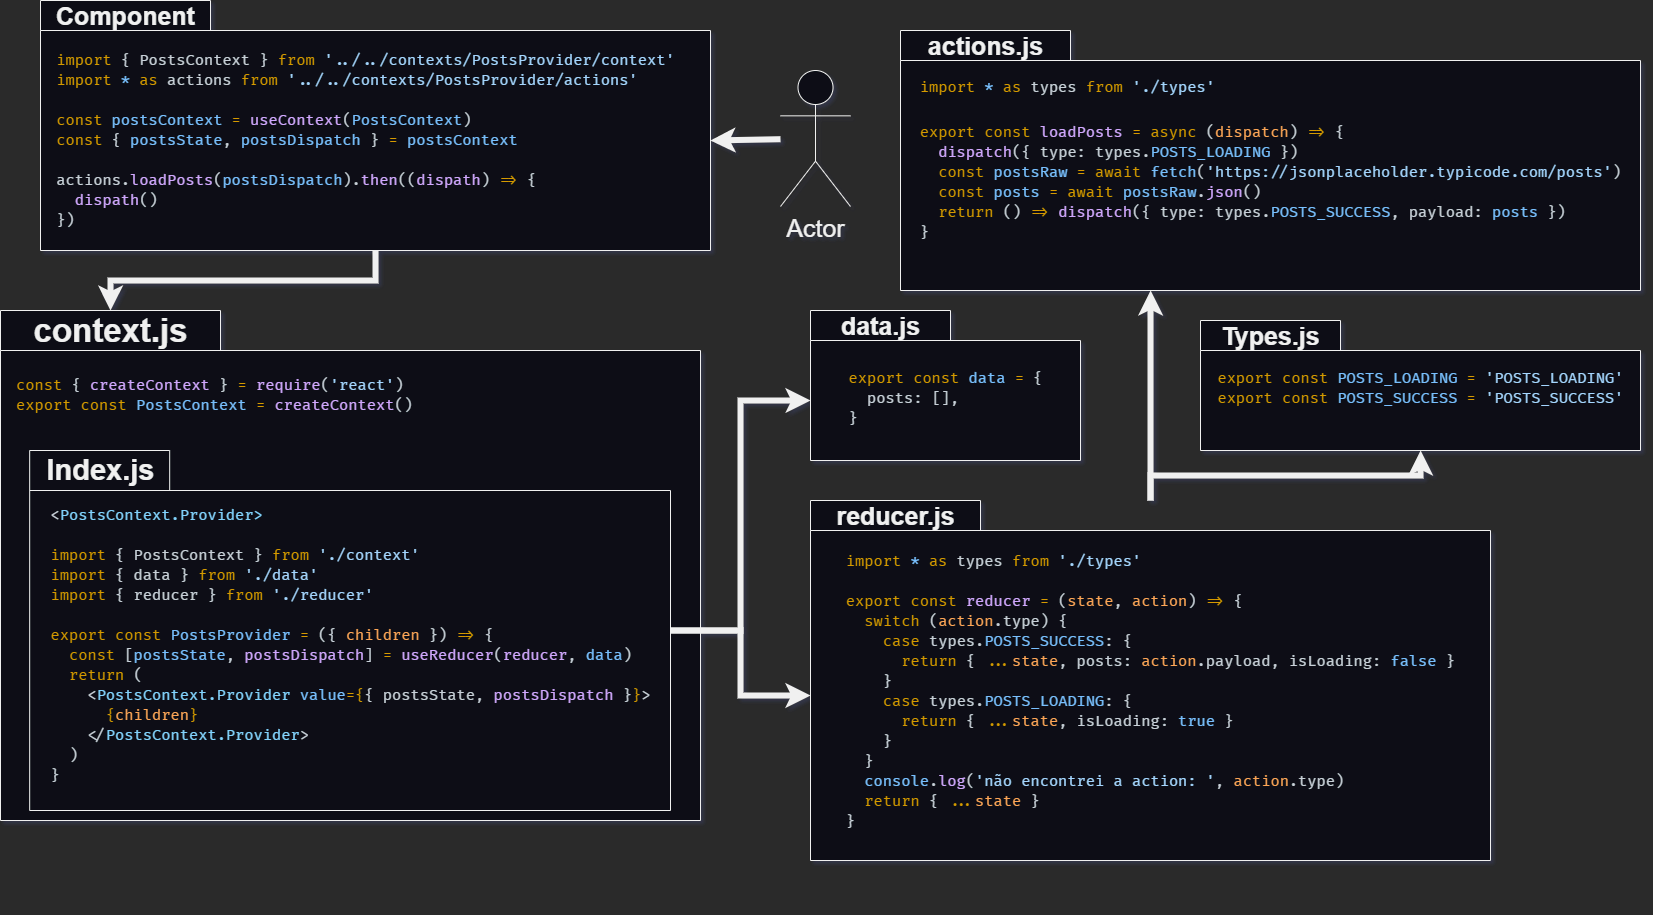 Component
import { PostsContext } from '../../contexts/PostsProvider/context'
import * as actions from '../../contexts/PostsProvider/actions'
const postsContext = useContext(PostsContext)
const { postsState, postsDispatch } = postsContext
actions.loadPosts(postsDispatch).then((dispath) => {
  dispath()
})
Actor
actions.js
import * as types from './types'
export const loadPosts = async (dispatch) => {
  dispatch({ type: types.POSTS_LOADING })
  const postsRaw = await fetch('https://jsonplaceholder.typicode.com/posts')
  const posts = await postsRaw.json()
  return () => dispatch({ type: types.POSTS_SUCCESS, payload: posts })
}
context.js
const { createContext } = require('react')
export const PostsContext = createContext()
Index.js
<PostsContext.Provider>
import { PostsContext } from './context'
import { data } from './data'
import { reducer } from './reducer'
export const PostsProvider = ({ children }) => {
  const [postsState, postsDispatch] = useReducer(reducer, data)
  return (
    <PostsContext.Provider value={{ postsState, postsDispatch }}>
      {children}
    </PostsContext.Provider>
  )
}
data.js
export const data = {
  posts: [],
}
Types.js
export const POSTS_LOADING = 'POSTS_LOADING'
export const POSTS_SUCCESS = 'POSTS_SUCCESS'
reducer.js
import * as types from './types'
export const reducer = (state, action) => {
  switch (action.type) {
    case types.POSTS_SUCCESS: {
      return { ...state, posts: action.payload, isLoading: false }
    }
    case types.POSTS_LOADING: {
      return { ...state, isLoading: true }
    }
  }
  console.log('não encontrei a action: ', action.type)
  return { ...state }
}